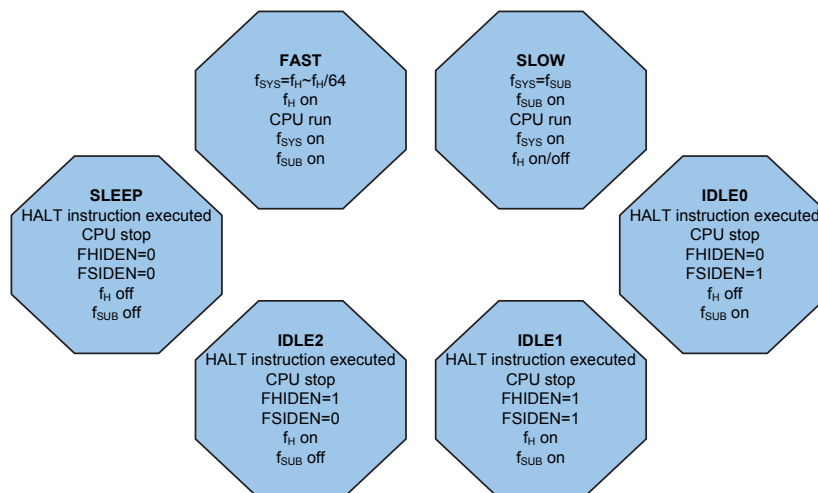 FAST
fSYS=fH~fH/64
fH on
CPU run
fSYS on
fSUB on
SLOW
fSYS=fSUB
fSUB on
CPU run
fSYS on
fH on/off
SLEEP
HALT instruction executed
CPU stop
FHIDEN=0
FSIDEN=0
fH off
fSUB off
IDLE0
HALT instruction executed
CPU stop
FHIDEN=0
FSIDEN=1
fH off
fSUB on
IDLE2
HALT instruction executed
CPU stop
FHIDEN=1
FSIDEN=0
fH on
fSUB off
IDLE1
HALT instruction executed
CPU stop
FHIDEN=1
FSIDEN=1
fH on
fSUB on